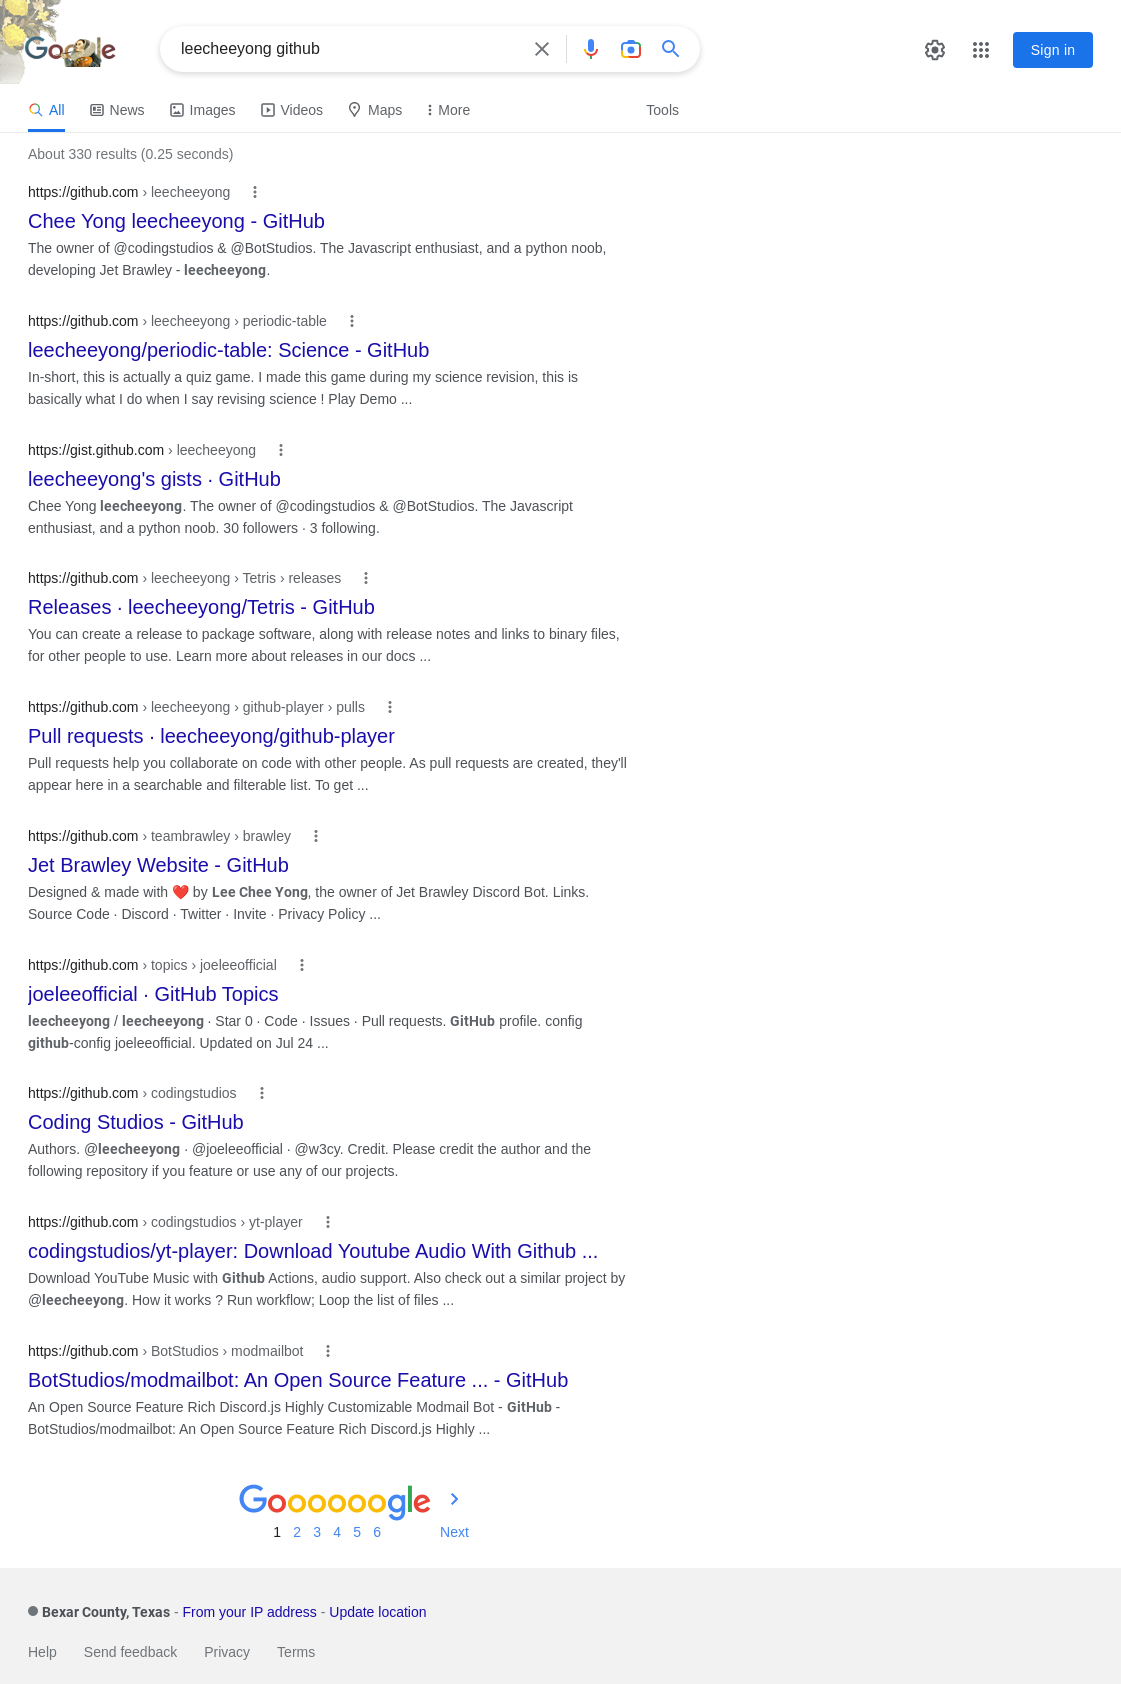 Google
leecheeyong github
Sign in
All News Images Videos Maps More Tools
About 330 results (0.25 seconds)
https://github.com › leecheeyong
Chee Yong leecheeyong - GitHub
The owner of @codingstudios & @BotStudios. The Javascript enthusiast, and a python noob,
developing Jet Brawley - leecheeyong.
https://github.com › leecheeyong › periodic-table
leecheeyong/periodic-table: Science - GitHub
In-short, this is actually a quiz game. I made this game during my science revision, this is
basically what I do when I say revising science ! Play Demo ...
https://gist.github.com › leecheeyong
leecheeyong's gists · GitHub
Chee Yong leecheeyong. The owner of @codingstudios & @BotStudios. The Javascript
enthusiast, and a python noob. 30 followers · 3 following.
https://github.com › leecheeyong › Tetris › releases
Releases · leecheeyong/Tetris - GitHub
You can create a release to package software, along with release notes and links to binary files,
for other people to use. Learn more about releases in our docs ...
https://github.com › leecheeyong › github-player › pulls
Pull requests · leecheeyong/github-player
Pull requests help you collaborate on code with other people. As pull requests are created, they'll
appear here in a searchable and filterable list. To get ...
https://github.com › teambrawley › brawley
Jet Brawley Website - GitHub
Designed & made with ❤️ by Lee Chee Yong, the owner of Jet Brawley Discord Bot. Links.
Source Code · Discord · Twitter · Invite · Privacy Policy ...
https://github.com › topics › joeleeofficial
joeleeofficial · GitHub Topics
leecheeyong / leecheeyong · Star 0 · Code · Issues · Pull requests. GitHub profile. config
github-config joeleeofficial. Updated on Jul 24 ...
https://github.com › codingstudios
Coding Studios - GitHub
Authors. @leecheeyong · @joeleeofficial · @w3cy. Credit. Please credit the author and the
following repository if you feature or use any of our projects.
https://github.com › codingstudios › yt-player
codingstudios/yt-player: Download Youtube Audio With Github ...
Download YouTube Music with Github Actions, audio support. Also check out a similar project by
@leecheeyong. How it works ? Run workflow; Loop the list of files ...
https://github.com › BotStudios › modmailbot
BotStudios/modmailbot: An Open Source Feature ... - GitHub
An Open Source Feature Rich Discord.js Highly Customizable Modmail Bot - GitHub -
BotStudios/modmailbot: An Open Source Feature Rich Discord.js Highly ...
Goooooogle
1 2 3 4 5 6 Next
Bexar County, Texas - From your IP address - Update location
Help Send feedback Privacy Terms